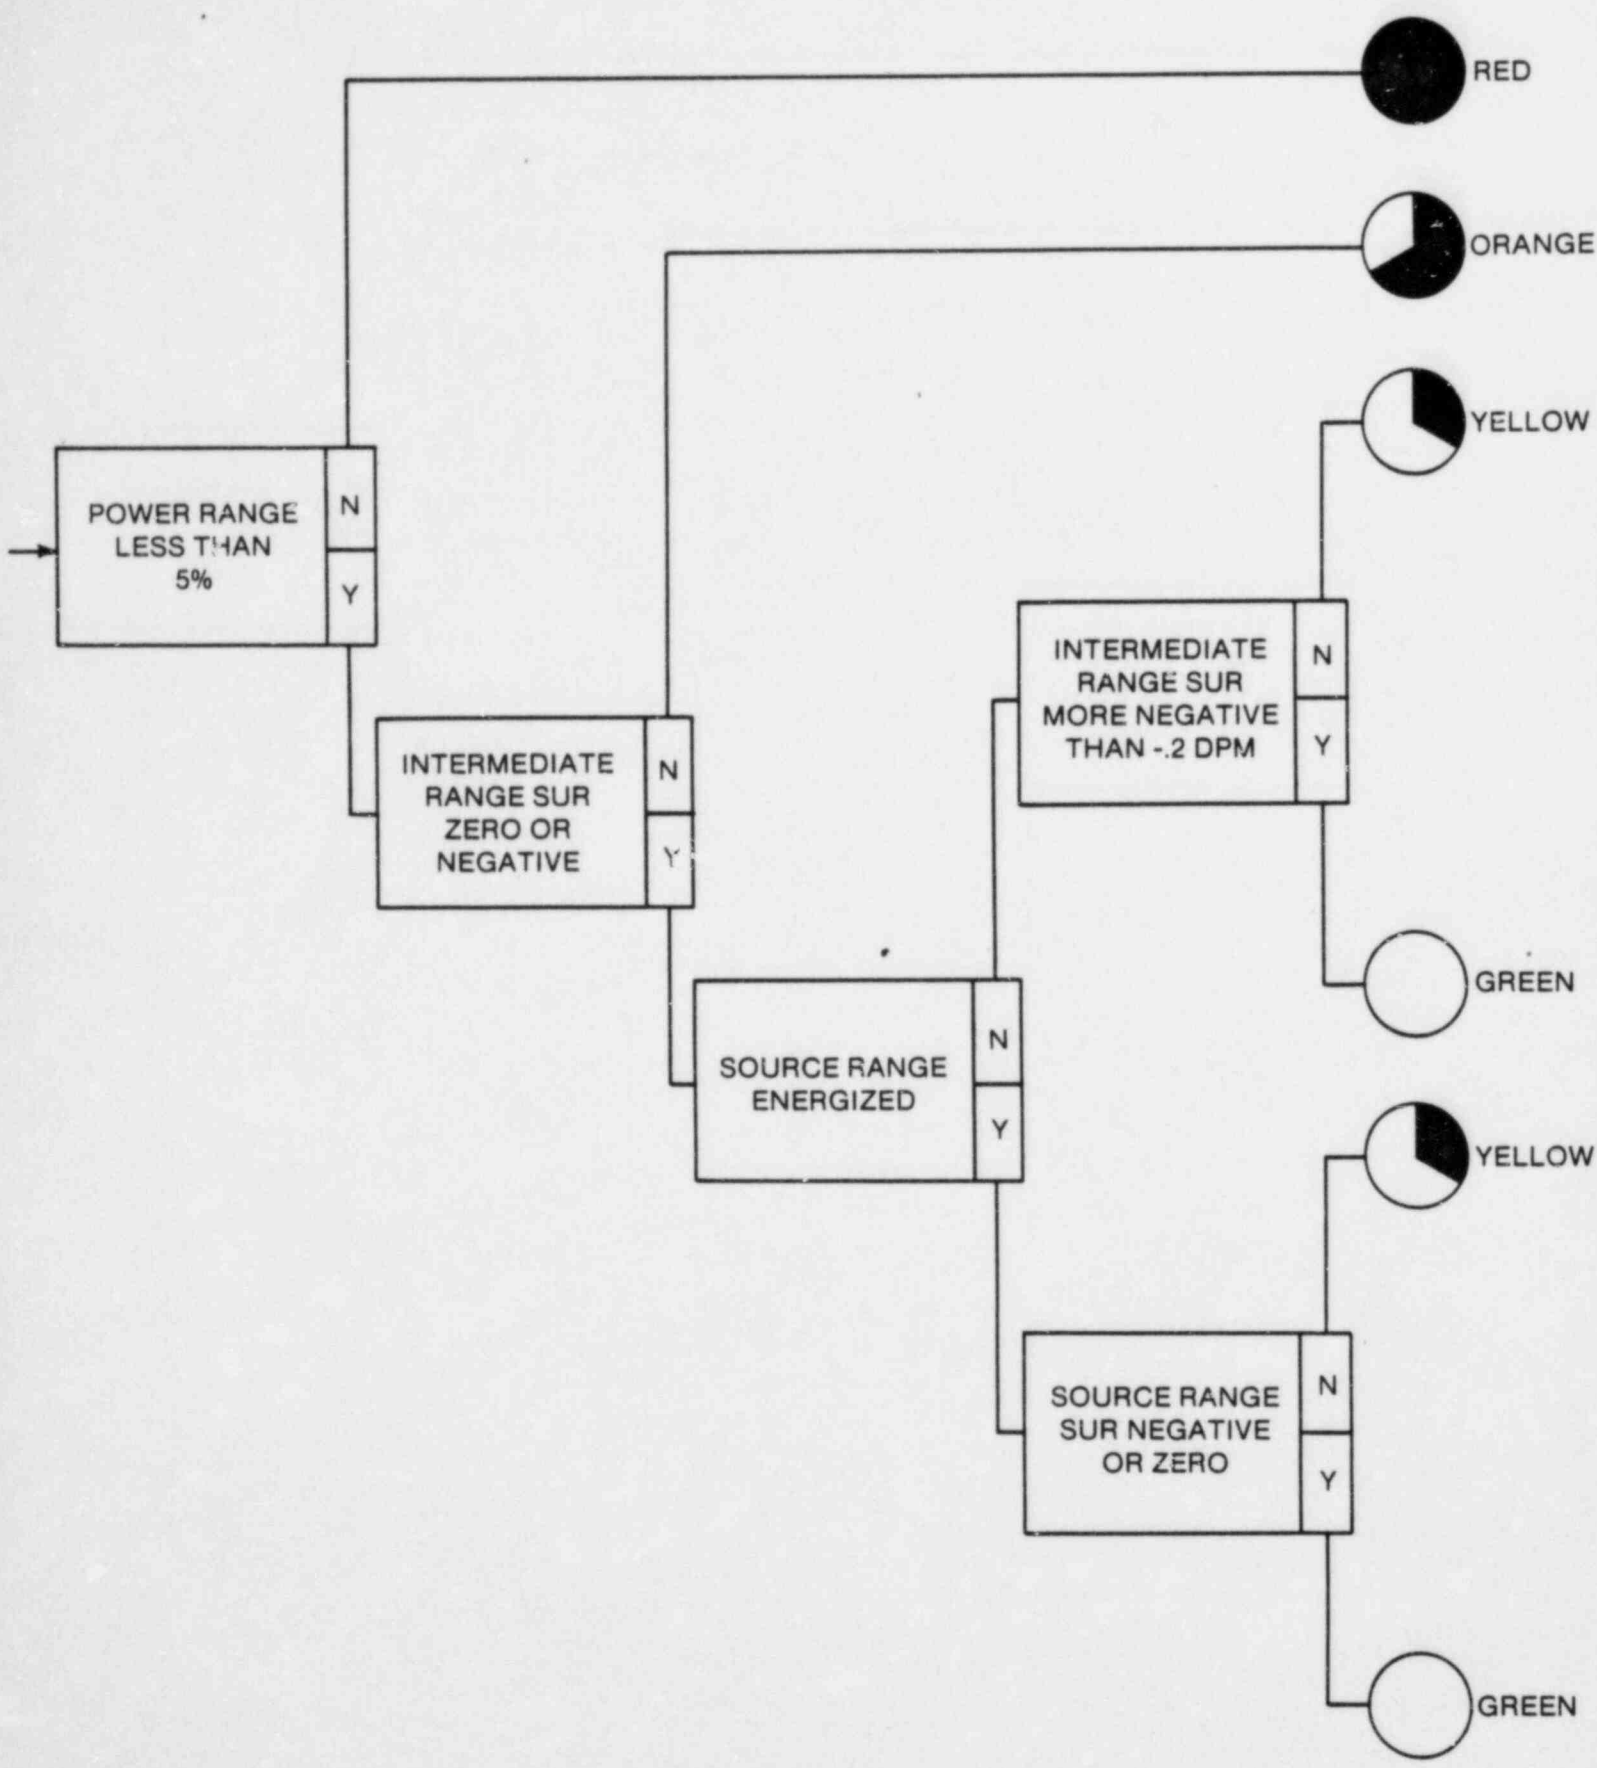 RED
ORANGE
YELLOW
POWER RANGE
LESS THAN
5%
N
Y
INTERMEDIATE
RANGE SUR
ZERO OR
NEGATIVE
N
Y
INTERMEDIATE
RANGE SUR
MORE NEGATIVE
THAN -.2 DPM
N
Y
GREEN
SOURCE RANGE
ENERGIZED
N
Y
YELLOW
SOURCE RANGE
SUR NEGATIVE
OR ZERO
N
Y
GREEN